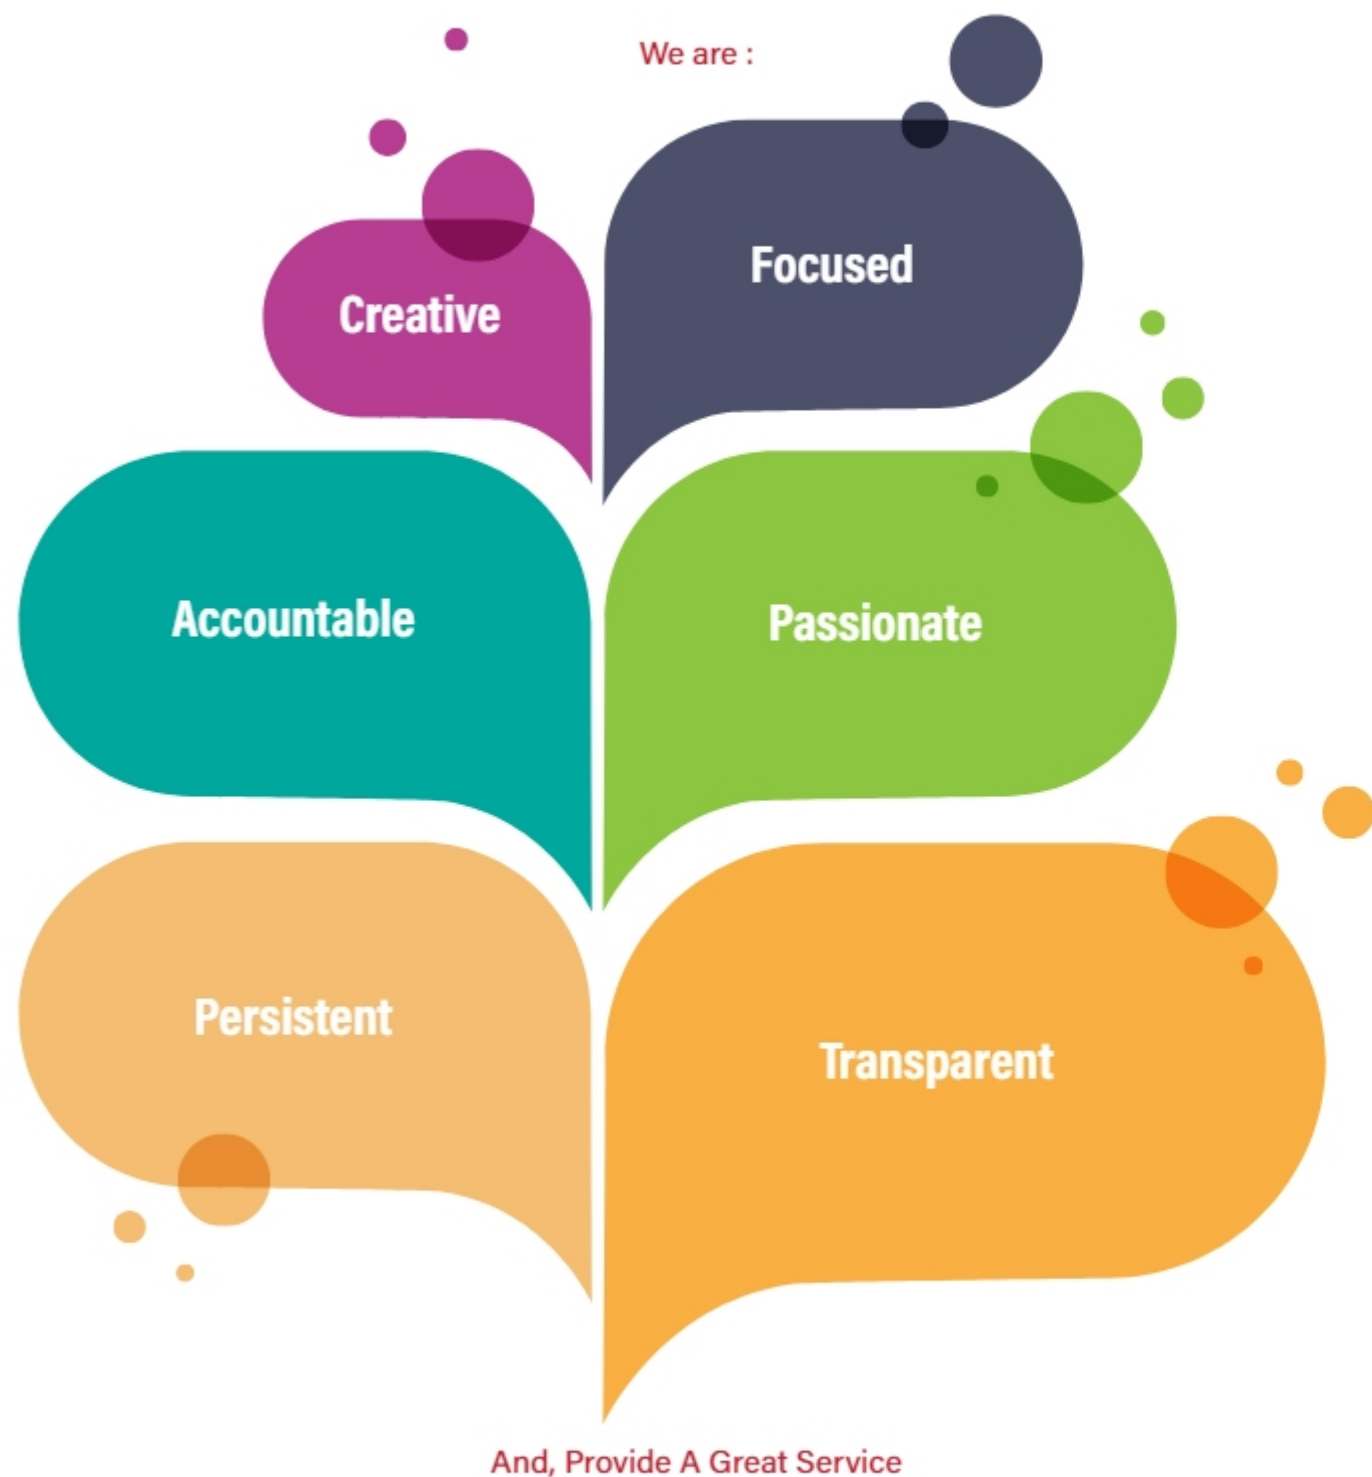 We are :
Creative
Focused
Accountable
Passionate
Persistent
Transparent
And, Provide A Great Service